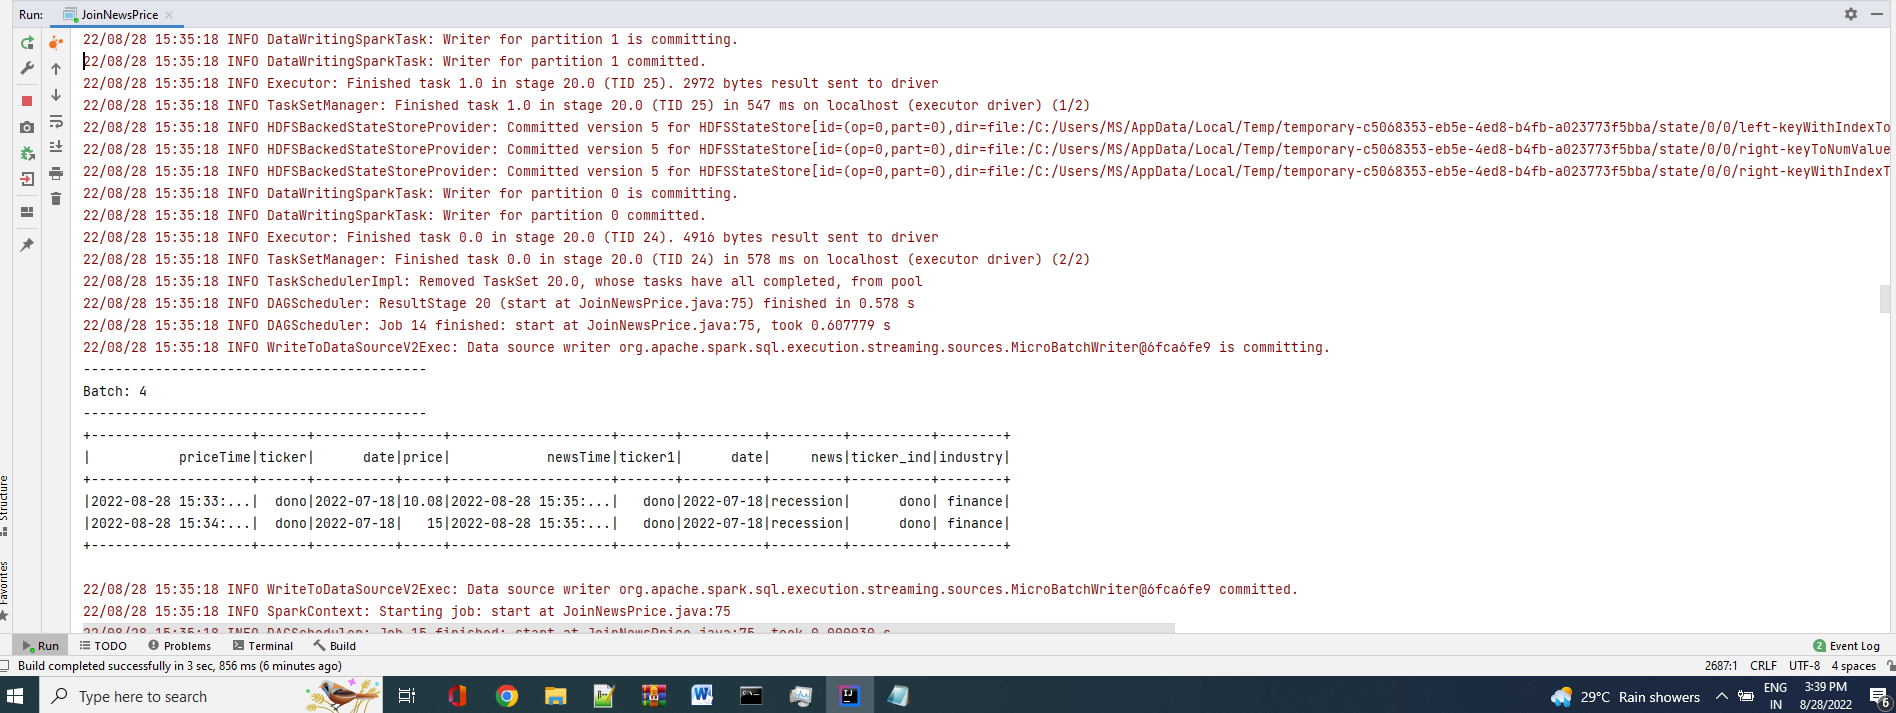 Run: JoinNewsPrice
22/08/28 15:35:18 INFO DataWritingSparkTask: Writer for partition 1 is committing.
22/08/28 15:35:18 INFO DataWritingSparkTask: Writer for partition 1 committed.
22/08/28 15:35:18 INFO Executor: Finished task 1.0 in stage 20.0 (TID 25). 2972 bytes result sent to driver
22/08/28 15:35:18 INFO TaskSetManager: Finished task 1.0 in stage 20.0 (TID 25) in 547 ms on localhost (executor driver) (1/2)
22/08/28 15:35:18 INFO HDFSBackedStateStoreProvider: Committed version 5 for HDFSStateStore[id=(op=0,part=0),dir=file:/C:/Users/MS/AppData/Local/Temp/temporary-c5068353-eb5e-4ed8-b4fb-a023773f5bba/state/0/0/left-keyWithIndexTo
22/08/28 15:35:18 INFO HDFSBackedStateStoreProvider: Committed version 5 for HDFSStateStore[id=(op=0,part=0),dir=file:/C:/Users/MS/AppData/Local/Temp/temporary-c5068353-eb5e-4ed8-b4fb-a023773f5bba/state/0/0/right-keyToNumValue
22/08/28 15:35:18 INFO HDFSBackedStateStoreProvider: Committed version 5 for HDFSStateStore[id=(op=0,part=0),dir=file:/C:/Users/MS/AppData/Local/Temp/temporary-c5068353-eb5e-4ed8-b4fb-a023773f5bba/state/0/0/right-keyWithIndexT
22/08/28 15:35:18 INFO DataWritingSparkTask: Writer for partition 0 is committing.
22/08/28 15:35:18 INFO DataWritingSparkTask: Writer for partition 0 committed.
22/08/28 15:35:18 INFO Executor: Finished task 0.0 in stage 20.0 (TID 24). 4916 bytes result sent to driver
22/08/28 15:35:18 INFO TaskSetManager: Finished task 0.0 in stage 20.0 (TID 24) in 578 ms on localhost (executor driver) (2/2)
22/08/28 15:35:18 INFO TaskSchedulerImpl: Removed TaskSet 20.0, whose tasks have all completed, from pool
22/08/28 15:35:18 INFO DAGScheduler: ResultStage 20 (start at JoinNewsPrice.java:75) finished in 0.578 s
22/08/28 15:35:18 INFO DAGScheduler: Job 14 finished: start at JoinNewsPrice.java:75, took 0.607779 s
22/08/28 15:35:18 INFO WriteToDataSourceV2Exec: Data source writer org.apache.spark.sql.execution.streaming.sources.MicroBatchWriter@6fca6fe9 is committing.
-------------------------------------------
Batch: 4
-------------------------------------------
+--------------------+------+----------+-----+--------------------+-------+----------+---------+----------+--------+
|           priceTime|ticker|      date|price|            newsTime|ticker1|      date|     news|ticker_ind|industry|
+--------------------+------+----------+-----+--------------------+-------+----------+---------+----------+--------+
|2022-08-28 15:33:...|  dono|2022-07-18|10.08|2022-08-28 15:35:...|   dono|2022-07-18|recession|      dono| finance|
|2022-08-28 15:34:...|  dono|2022-07-18|   15|2022-08-28 15:35:...|   dono|2022-07-18|recession|      dono| finance|
+--------------------+------+----------+-----+--------------------+-------+----------+---------+----------+--------+
22/08/28 15:35:18 INFO WriteToDataSourceV2Exec: Data source writer org.apache.spark.sql.execution.streaming.sources.MicroBatchWriter@6fca6fe9 committed.
22/08/28 15:35:18 INFO SparkContext: Starting job: start at JoinNewsPrice.java:75
22/08/28 15:35:18 INFO DAGScheduler: Job 15 finished: start at JoinNewsPrice.java:75, took 0.000030 s
Structure
Favorites
Run TODO Problems Terminal Build 2 Event Log
Build completed successfully in 3 sec, 856 ms (6 minutes ago) 2687:1 CRLF UTF-8 4 spaces
Type here to search 29°C Rain showers ENG 3:39 PM
IN 8/28/2022 6